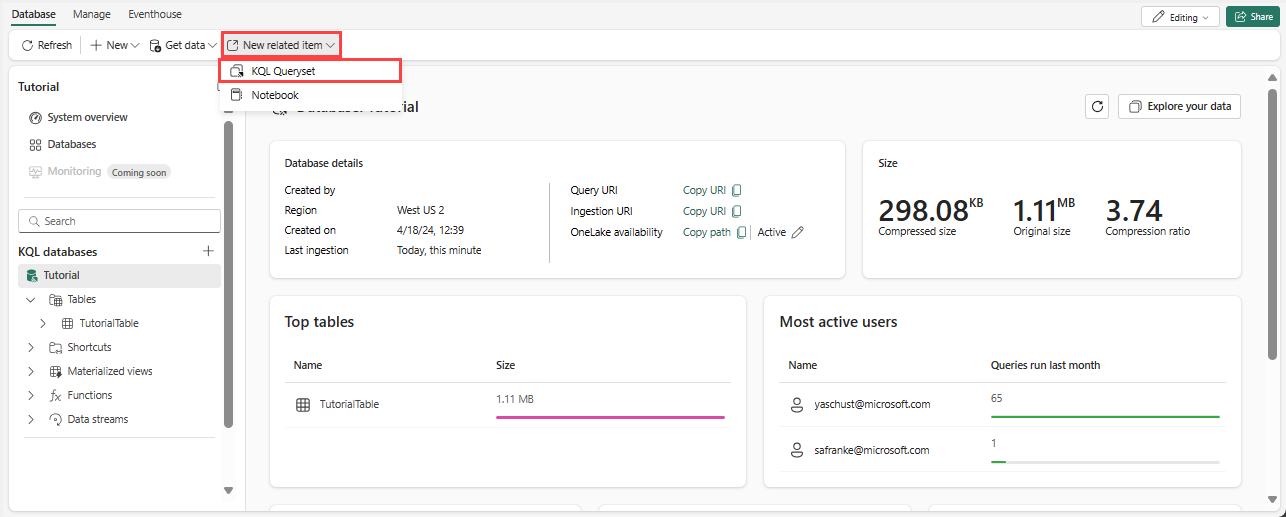 Database Manage Eventhouse
Editing Share
Refresh New Get data New related item
KQL Queryset
Notebook
Tutorial
System overview
Databases
Monitoring Coming soon
Search
KQL databases
Tutorial
Tables
TutorialTable
Shortcuts
Materialized views
Functions
Data streams
Explore your data
Database details
Created by
Region West US 2
Created on 4/18/24, 12:39
Last ingestion Today, this minute
Query URI Copy URI
Ingestion URI Copy URI
OneLake availability Copy path Active
Size
298.08 KB 1.11 MB 3.74
Compressed size Original size Compression ratio
Top tables
Name Size
TutorialTable 1.11 MB
Most active users
Name Queries run last month
yaschust@microsoft.com 65
safranke@microsoft.com 1